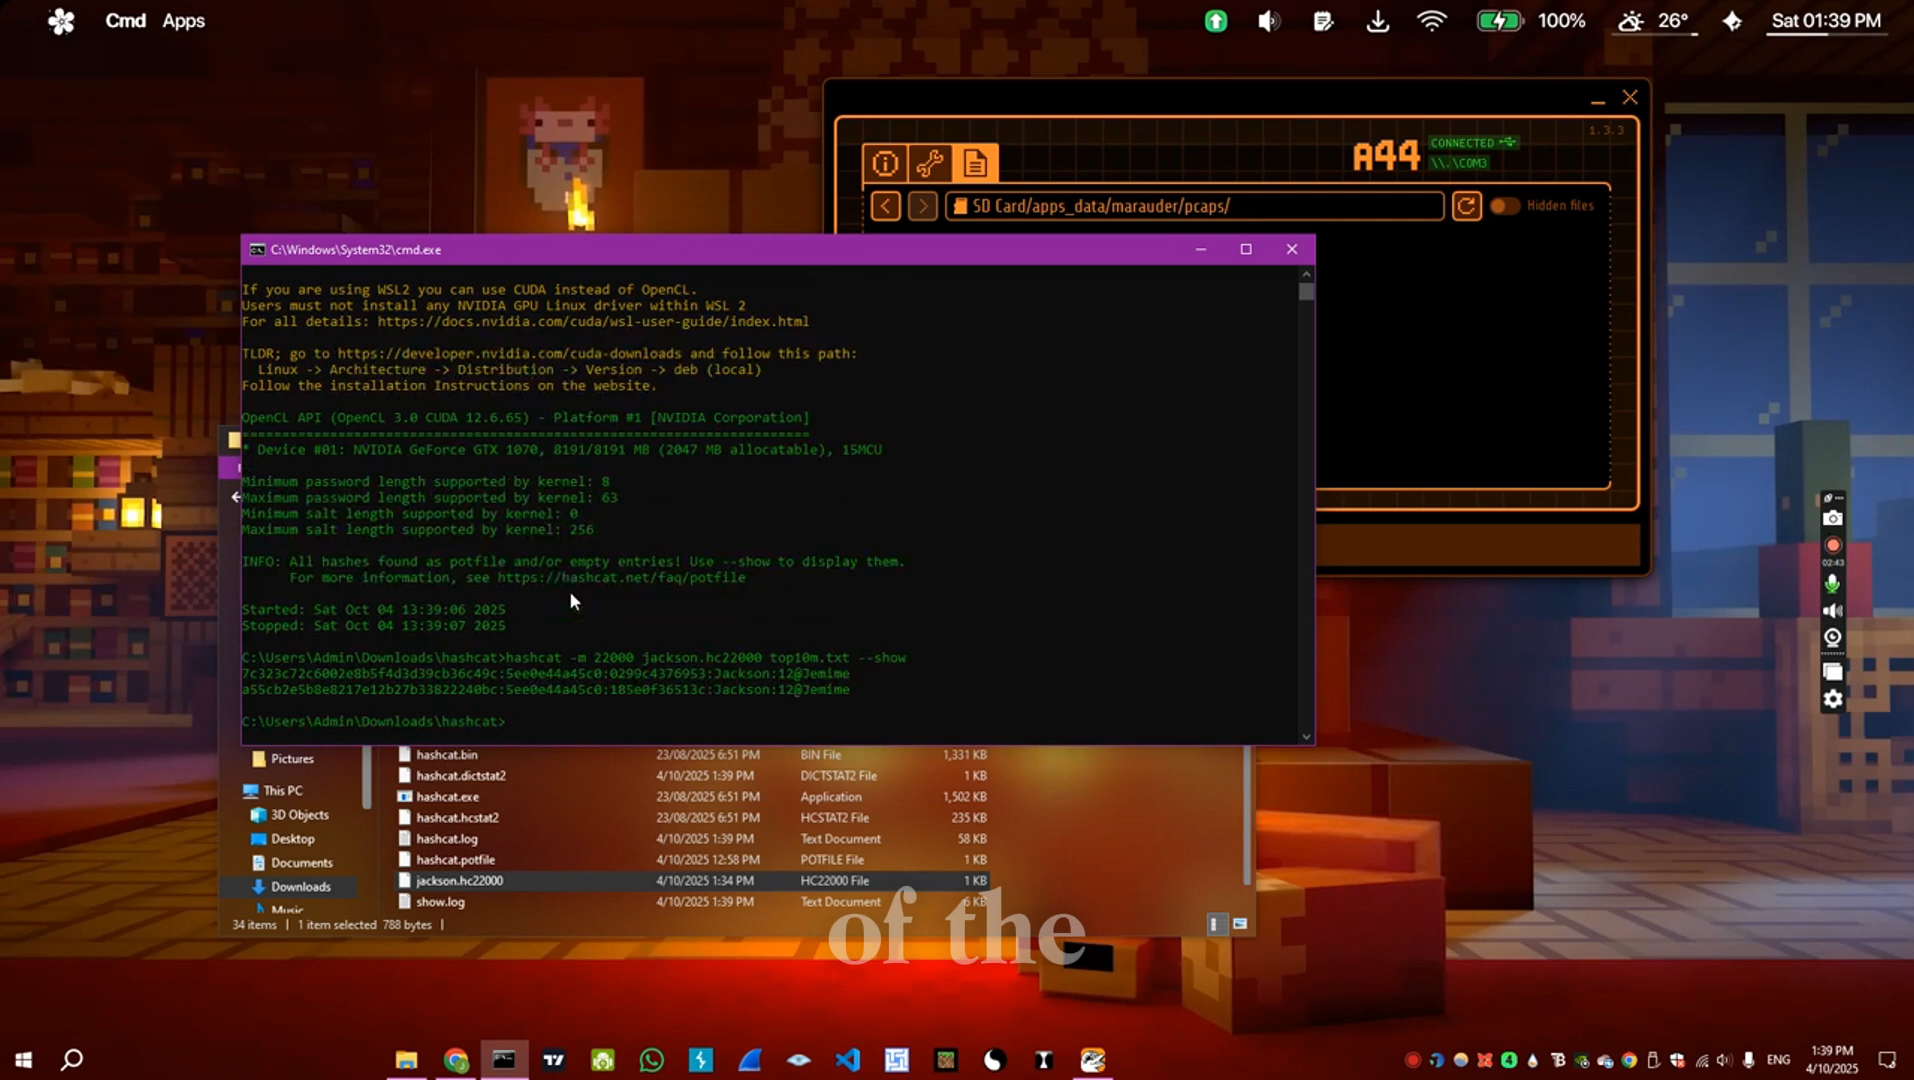 Cmd Apps
100%
26°
Sat 01:39 PM
1.3.3
A44
CONNECTED
\\.\COM3
SD Card/apps_data/marauder/pcaps/
Hidden files
C:\Windows\System32\cmd.exe
If you are using WSL2 you can use CUDA instead of OpenCL.
Users must not install any NVIDIA GPU Linux driver within WSL 2
For all details: https://docs.nvidia.com/cuda/wsl-user-guide/index.html
TLDR; go to https://developer.nvidia.com/cuda-downloads and follow this path:
Linux -> Architecture -> Distribution -> Version -> deb (local)
Follow the installation Instructions on the website.
OpenCL API (OpenCL 3.0 CUDA 12.6.65) - Platform #1 [NVIDIA Corporation]
* Device #01: NVIDIA GeForce GTX 1070, 8191/8191 MB (2047 MB allocatable), 15MCU
Minimum password length supported by kernel: 8
Maximum password length supported by kernel: 63
Minimum salt length supported by kernel: 0
Maximum salt length supported by kernel: 256
INFO: All hashes found as potfile and/or empty entries! Use --show to display them.
For more information, see https://hashcat.net/faq/potfile
Started: Sat Oct 04 13:39:06 2025
Stopped: Sat Oct 04 13:39:07 2025
C:\Users\Admin\Downloads\hashcat>hashcat -m 22000 jackson.hc22000 top10m.txt --show
7c323c72c6002e8b5f4d3d39cb36c49c:5ee0e44a45c0:0299c4376953:Jackson:12@Jemime
a55cb2e5b8e8217e12b27b33822240bc:5ee0e44a45c0:185e0f36513c:Jackson:12@Jemime
C:\Users\Admin\Downloads\hashcat>
02:43
Pictures
This PC
3D Objects
Desktop
Documents
Downloads
Music
hashcat.bin 23/08/2025 6:51 PM BIN File 1,331 KB
hashcat.dictstat2 4/10/2025 1:39 PM DICTSTAT2 File 1 KB
hashcat.exe 23/08/2025 6:51 PM Application 1,502 KB
hashcat.hcstat2 23/08/2025 6:51 PM HCSTAT2 File 235 KB
hashcat.log 4/10/2025 1:39 PM Text Document 58 KB
hashcat.potfile 4/10/2025 12:58 PM POTFILE File 1 KB
jackson.hc22000 4/10/2025 1:34 PM HC22000 File 1 KB
show.log 4/10/2025 1:39 PM Text Document 6 KB
34 items 1 item selected 788 bytes
of the
ENG
1:39 PM
4/10/2025